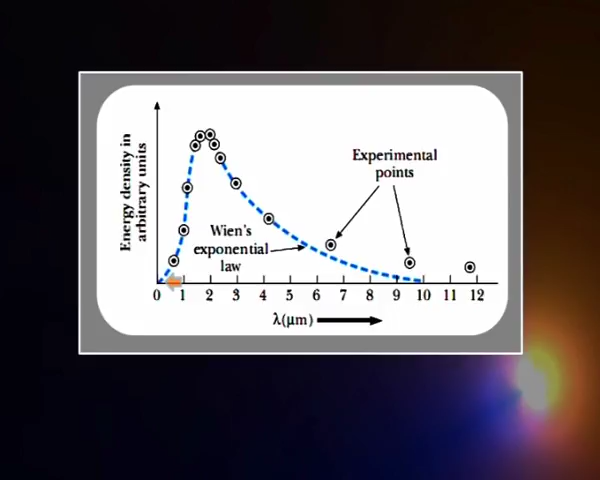 Energy density in
arbitrary units
Experimental
points
Wien's
exponential
law
0 1 2 3 4 5 6 7 8 9 10 11 12
λ(μm)